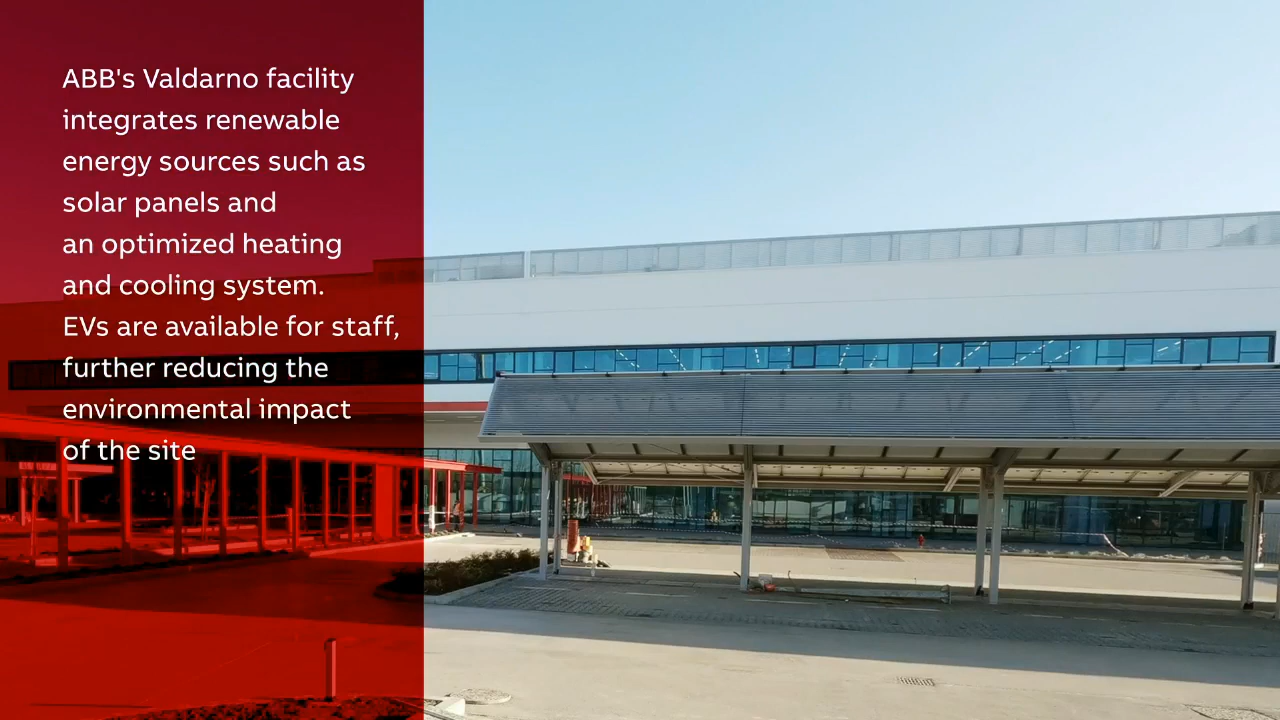 ABB's Valdarno facility
integrates renewable
energy sources such as
solar panels and
an optimized heating
and cooling system.
EVs are available for staff,
further reducing the
environmental impact
of the site